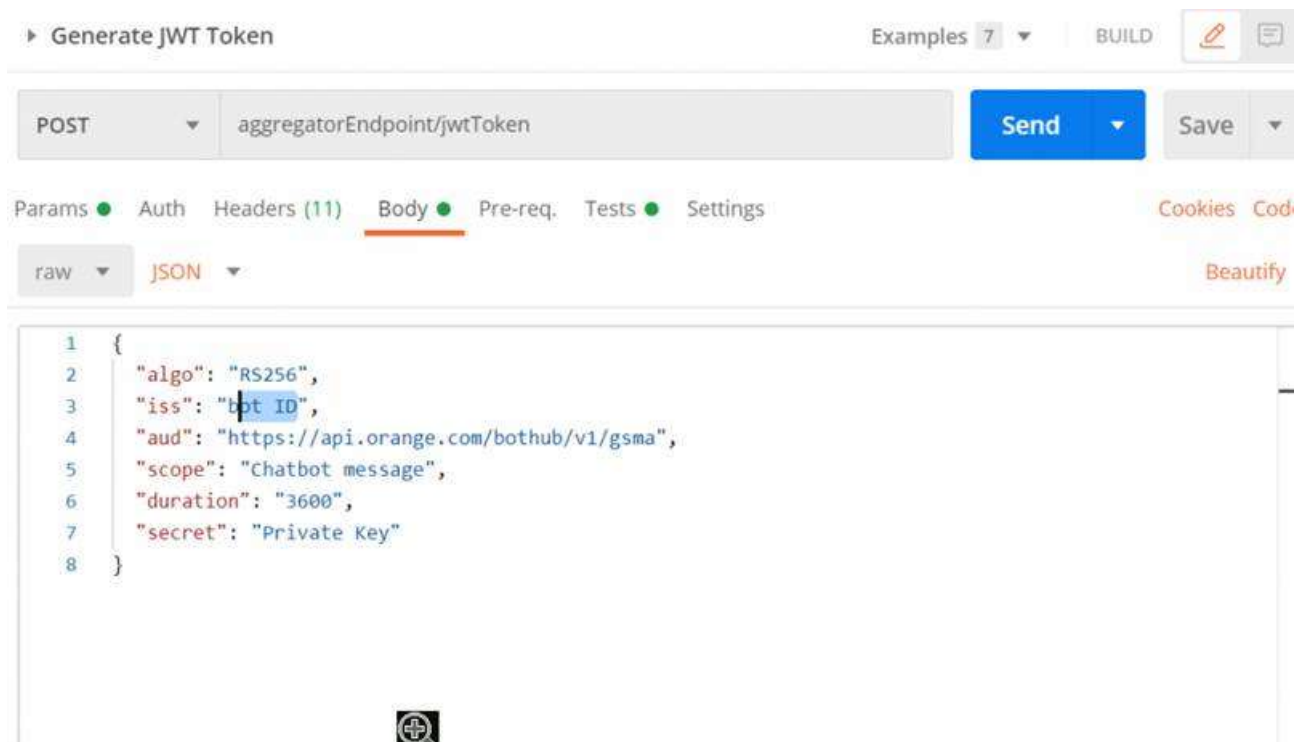 Generate JWT Token Examples 7 BUILD
POST aggregatorEndpoint/jwtToken Send Save
Params Auth Headers (11) Body Pre-req. Tests Settings Cookies Code
raw JSON Beautify
1 {
2 "algo": "RS256",
3 "iss": "bot ID",
4 "aud": "https://api.orange.com/bothub/v1/gsma",
5 "scope": "Chatbot message",
6 "duration": "3600",
7 "secret": "Private Key"
8 }